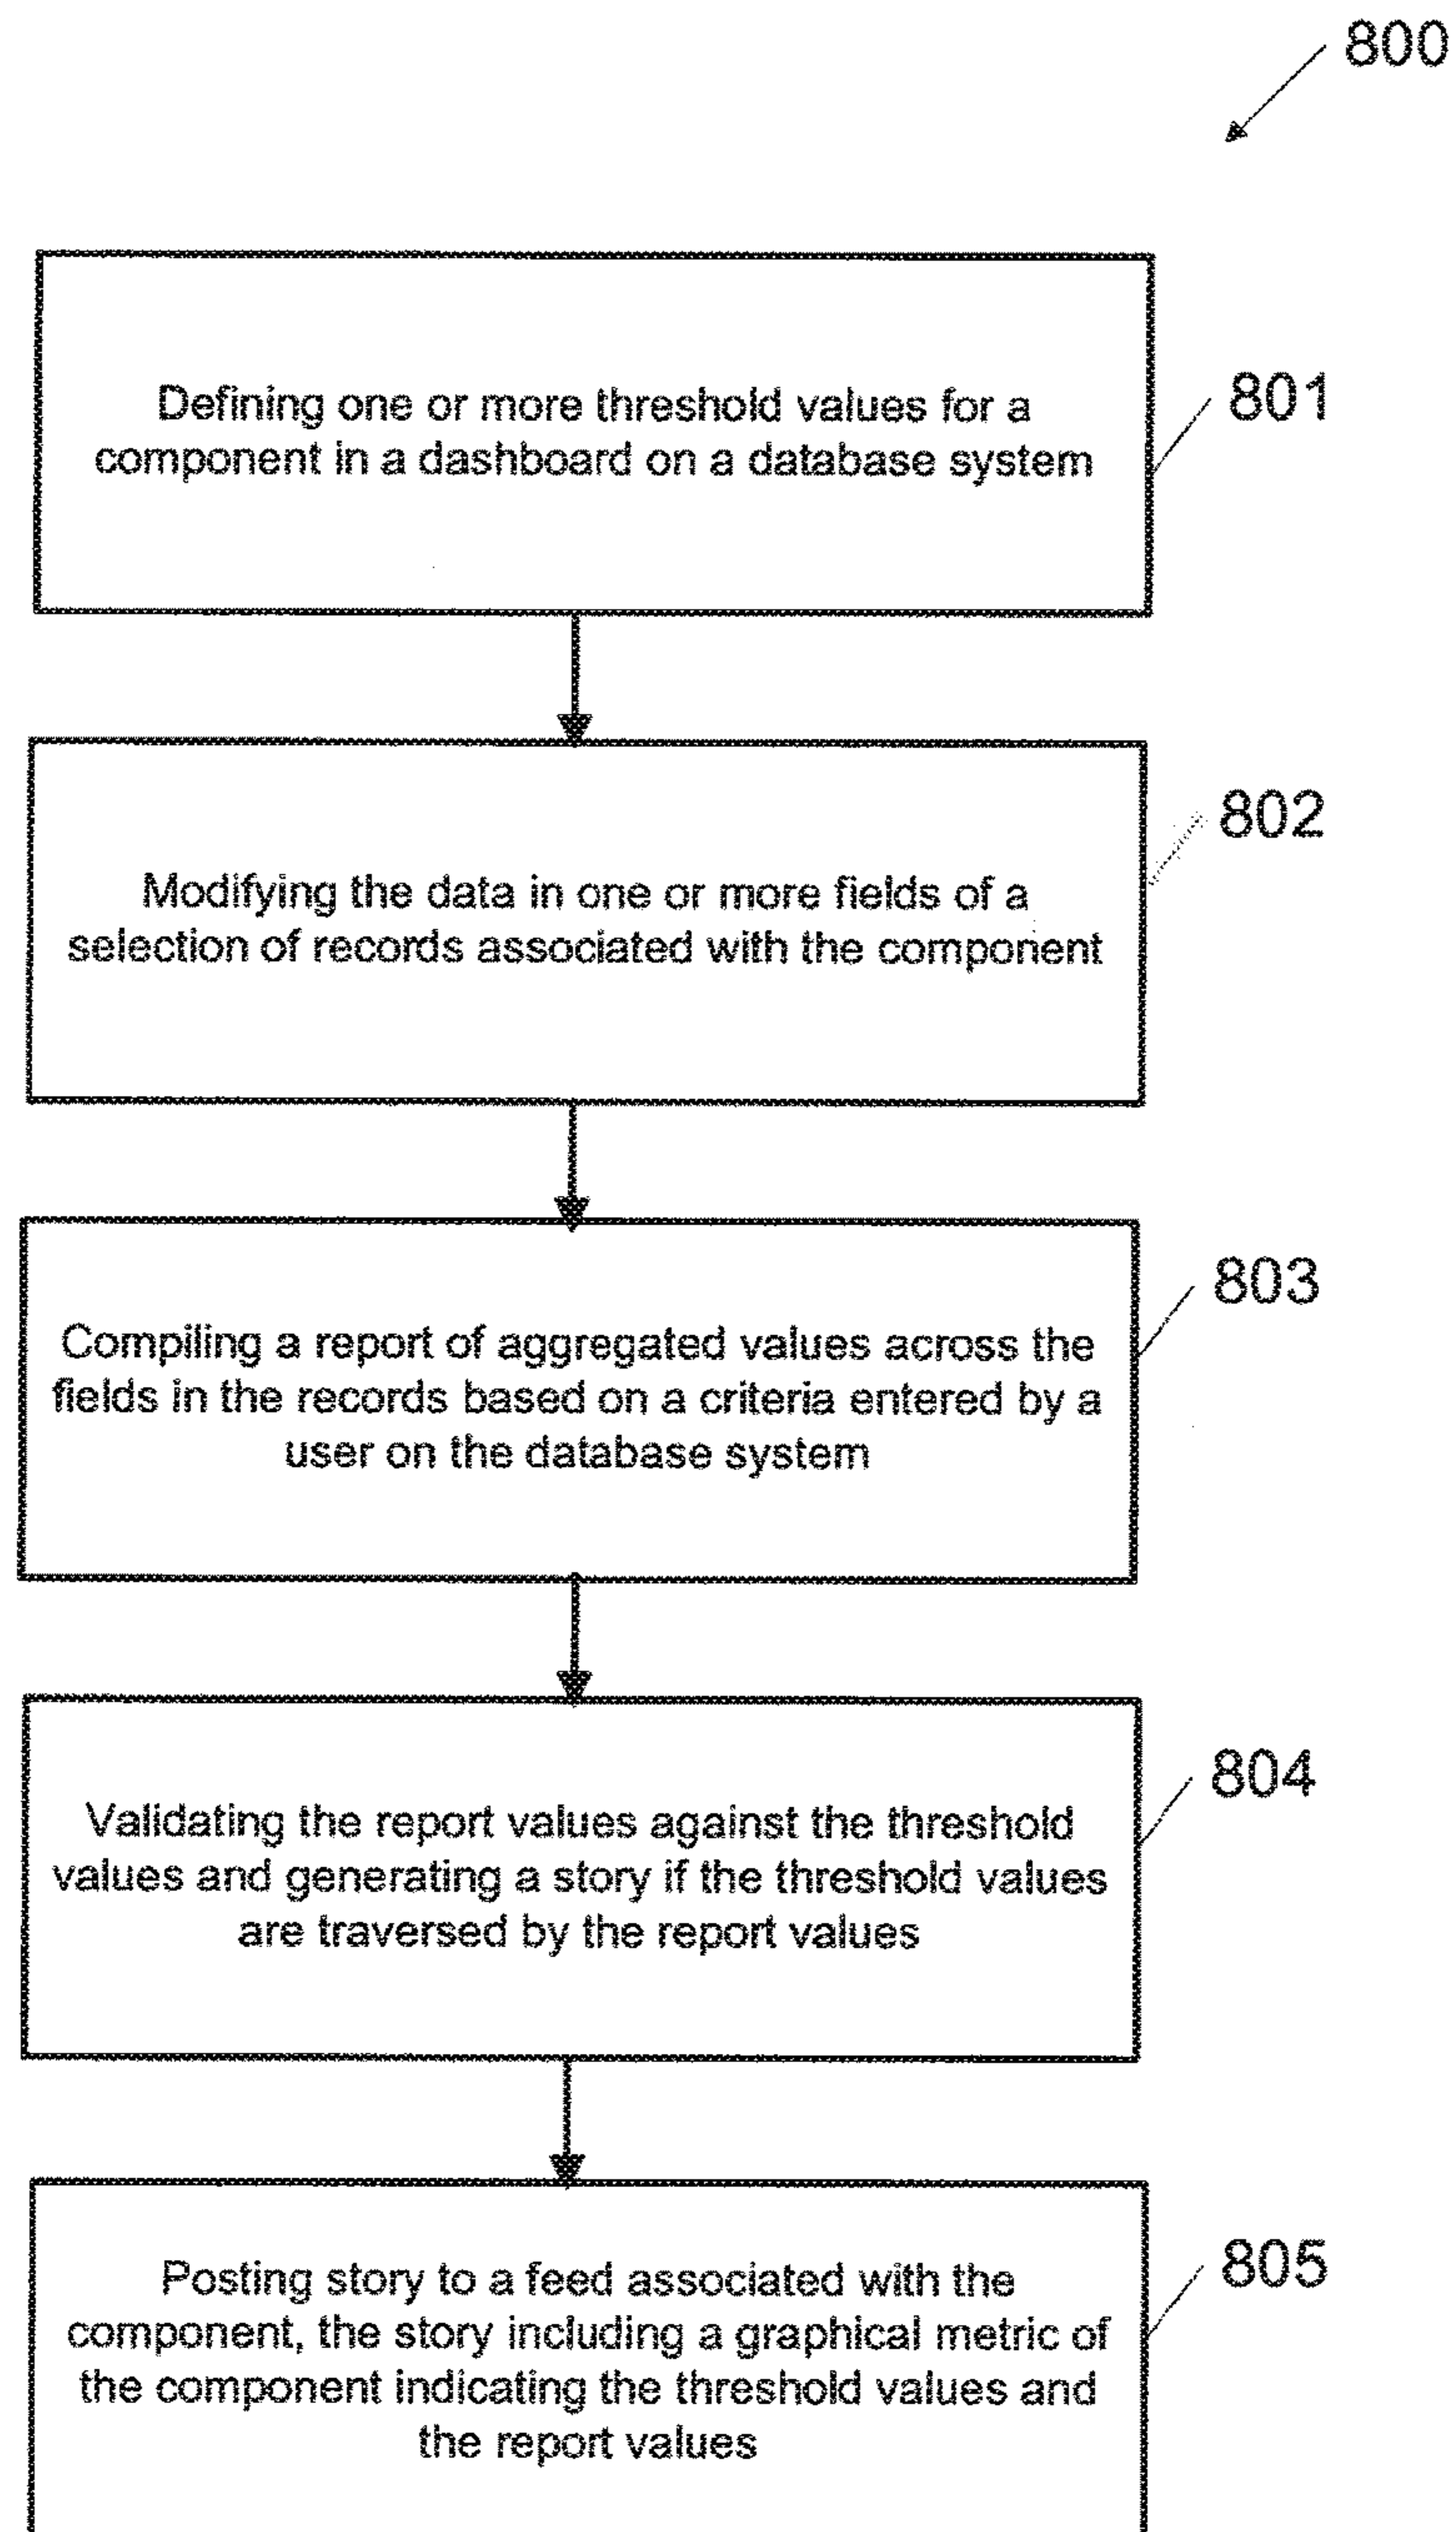 800
Defining one or more threshold values for a
component in a dashboard on a database system
801
Modifying the data in one or more fields of a
selection of records associated with the component
802
Compiling a report of aggregated values across the
fields in the records based on a criteria entered by a
user on the database system
803
Validating the report values against the threshold
values and generating a story if the threshold values
are traversed by the report values
804
Posting story to a feed associated with the
component, the story including a graphical metric of
the component indicating the threshold values and
the report values
805